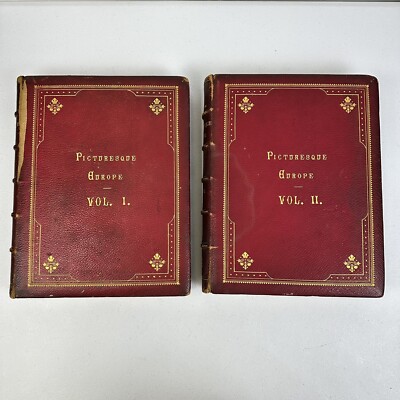 Picturesque
Europe
VOL. I.
Picturesque
Europe
VOL. II.